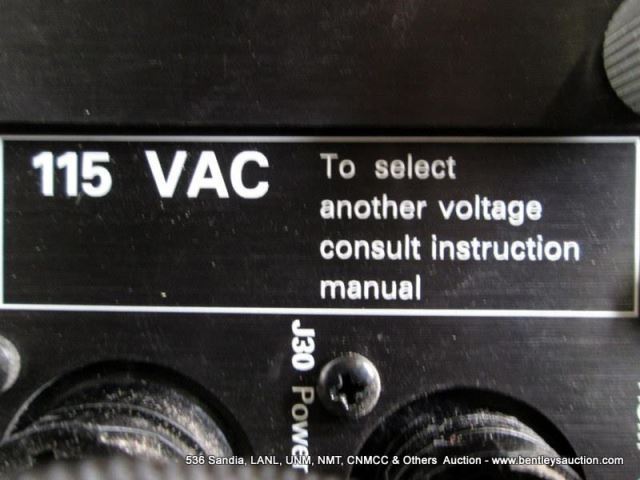 115 VAC
To select
another voltage
consult instruction
manual
J30 Power
536 Sandia, LANL, UNM, NMT, CNMCC & Others Auction - www.bentleysauction.com